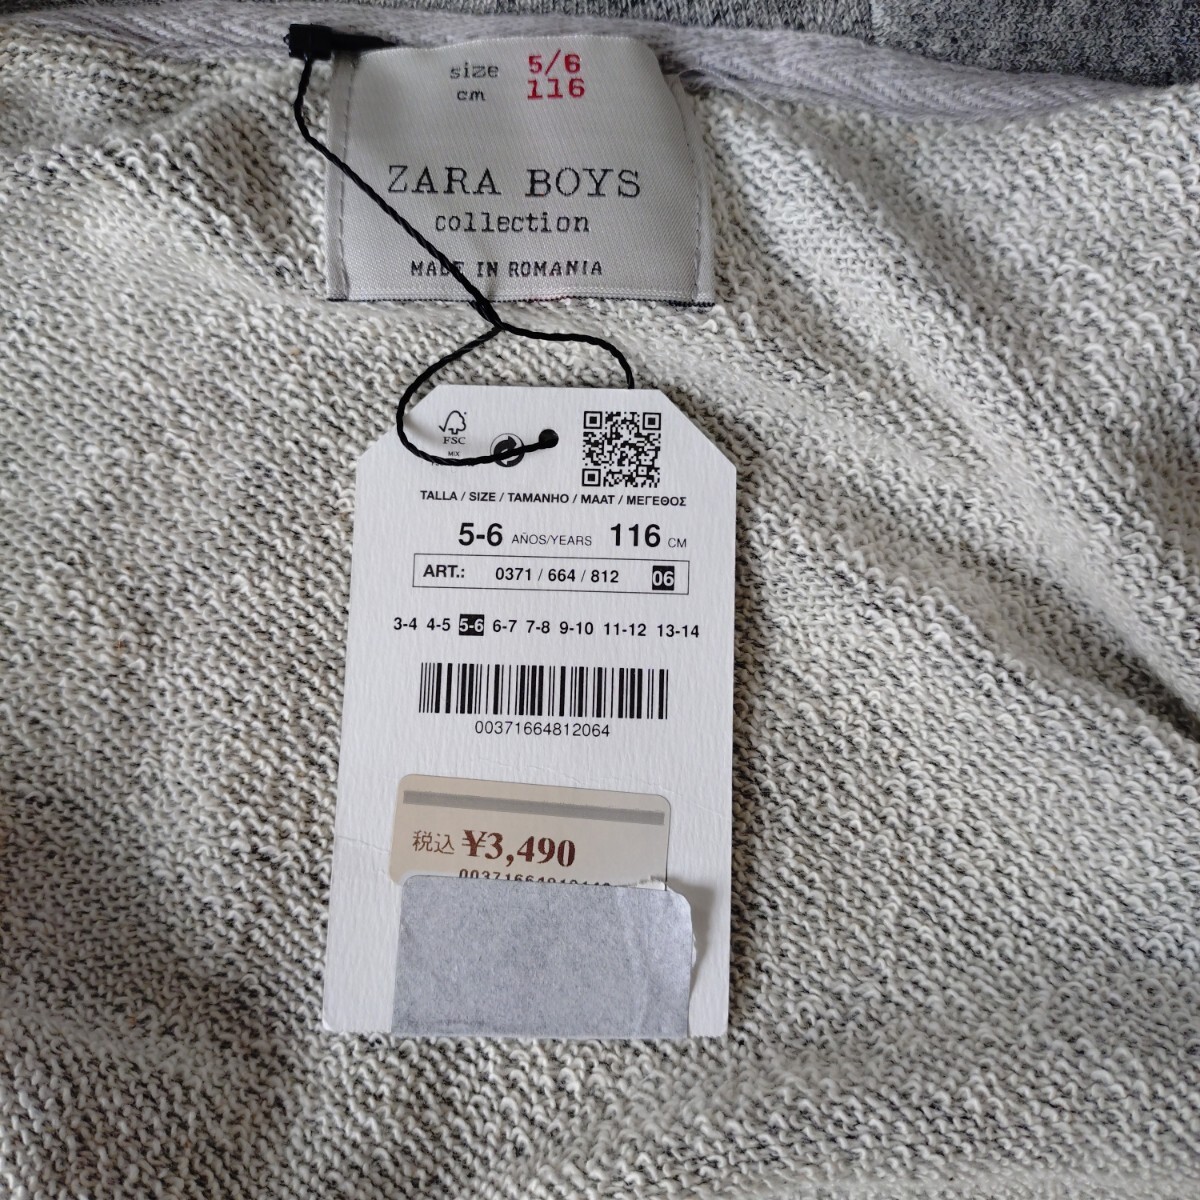 size 5/6
cm 116
ZARA BOYS
collection
MADE IN ROMANIA
FSC
MIX
TALLA / SIZE / TAMANHO / MAAT / ΜΕΓΕΘΟΣ
5-6 AÑOS/YEARS 116 CM
ART.: 0371 / 664 / 812 06
3-4 4-5 5-6 6-7 7-8 9-10 11-12 13-14
00371664812064
税込 ¥3,490